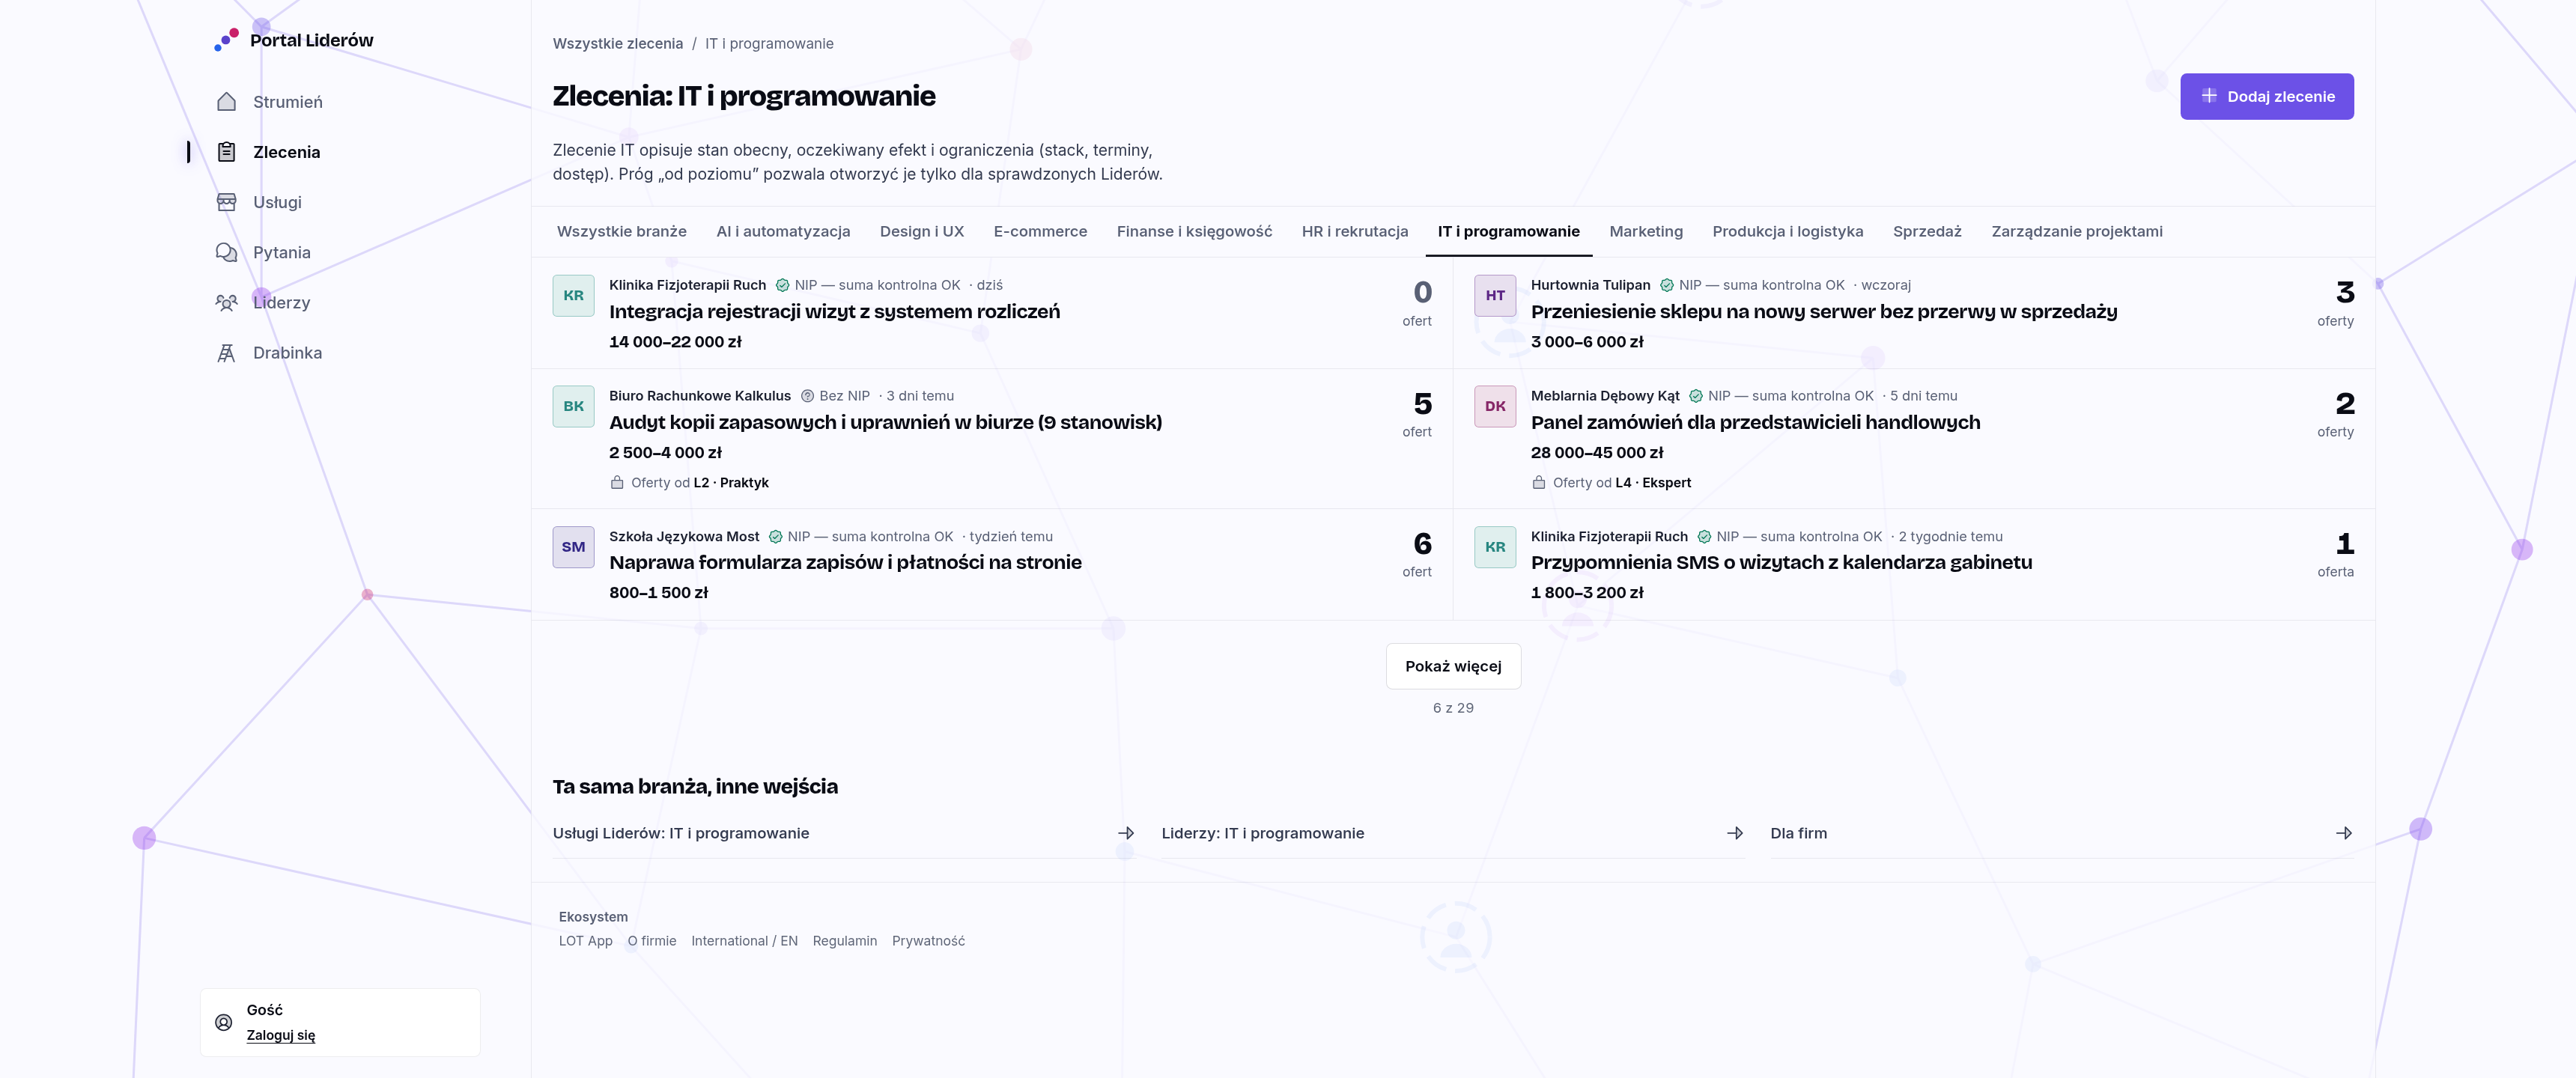 Portal Liderów
Strumień
Zlecenia
Usługi
Pytania
Liderzy
Drabinka
Gość
Zaloguj się
Wszystkie zlecenia / IT i programowanie
Zlecenia: IT i programowanie
Dodaj zlecenie
Zlecenie IT opisuje stan obecny, oczekiwany efekt i ograniczenia (stack, terminy,
dostęp). Próg „od poziomu” pozwala otworzyć je tylko dla sprawdzonych Liderów.
Wszystkie branże AI i automatyzacja Design i UX E-commerce Finanse i księgowość HR i rekrutacja IT i programowanie Marketing Produkcja i logistyka Sprzedaż Zarządzanie projektami
KR
Klinika Fizjoterapii Ruch NIP — suma kontrolna OK · dziś
Integracja rejestracji wizyt z systemem rozliczeń
14 000–22 000 zł
0
ofert
HT
Hurtownia Tulipan NIP — suma kontrolna OK · wczoraj
Przeniesienie sklepu na nowy serwer bez przerwy w sprzedaży
3 000–6 000 zł
3
oferty
BK
Biuro Rachunkowe Kalkulus Bez NIP · 3 dni temu
Audyt kopii zapasowych i uprawnień w biurze (9 stanowisk)
2 500–4 000 zł
Oferty od L2 · Praktyk
5
ofert
DK
Meblarnia Dębowy Kąt NIP — suma kontrolna OK · 5 dni temu
Panel zamówień dla przedstawicieli handlowych
28 000–45 000 zł
Oferty od L4 · Ekspert
2
oferty
SM
Szkoła Językowa Most NIP — suma kontrolna OK · tydzień temu
Naprawa formularza zapisów i płatności na stronie
800–1 500 zł
6
ofert
KR
Klinika Fizjoterapii Ruch NIP — suma kontrolna OK · 2 tygodnie temu
Przypomnienia SMS o wizytach z kalendarza gabinetu
1 800–3 200 zł
1
oferta
Pokaż więcej
6 z 29
Ta sama branża, inne wejścia
Usługi Liderów: IT i programowanie
Liderzy: IT i programowanie
Dla firm
Ekosystem
LOT App O firmie International / EN Regulamin Prywatność